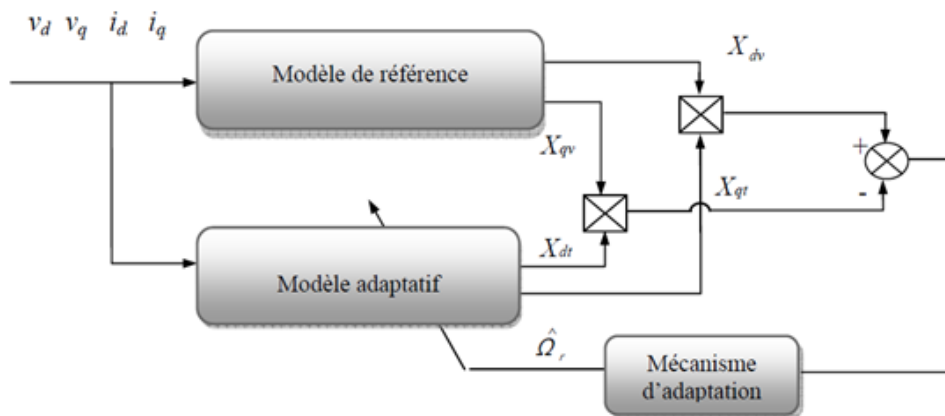 v_d v_q i_d. i_q
Modèle de référence
X_dv
X_qv
+
X_qt
-
X_dt
Modèle adaptatif
Ω̂_r
Mécanisme
d’adaptation